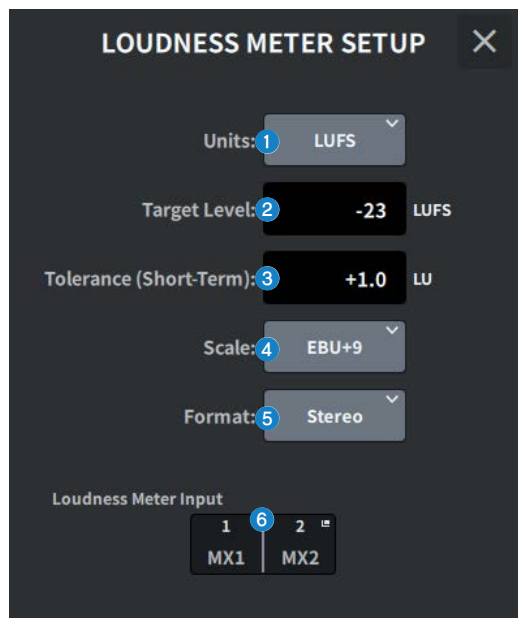 LOUDNESS METER SETUP
Units: 1 LUFS
Target Level: 2 -23 LUFS
Tolerance (Short-Term): 3 +1.0 LU
Scale: 4 EBU+9
Format: 5 Stereo
Loudness Meter Input
1 6 2
MX1 MX2